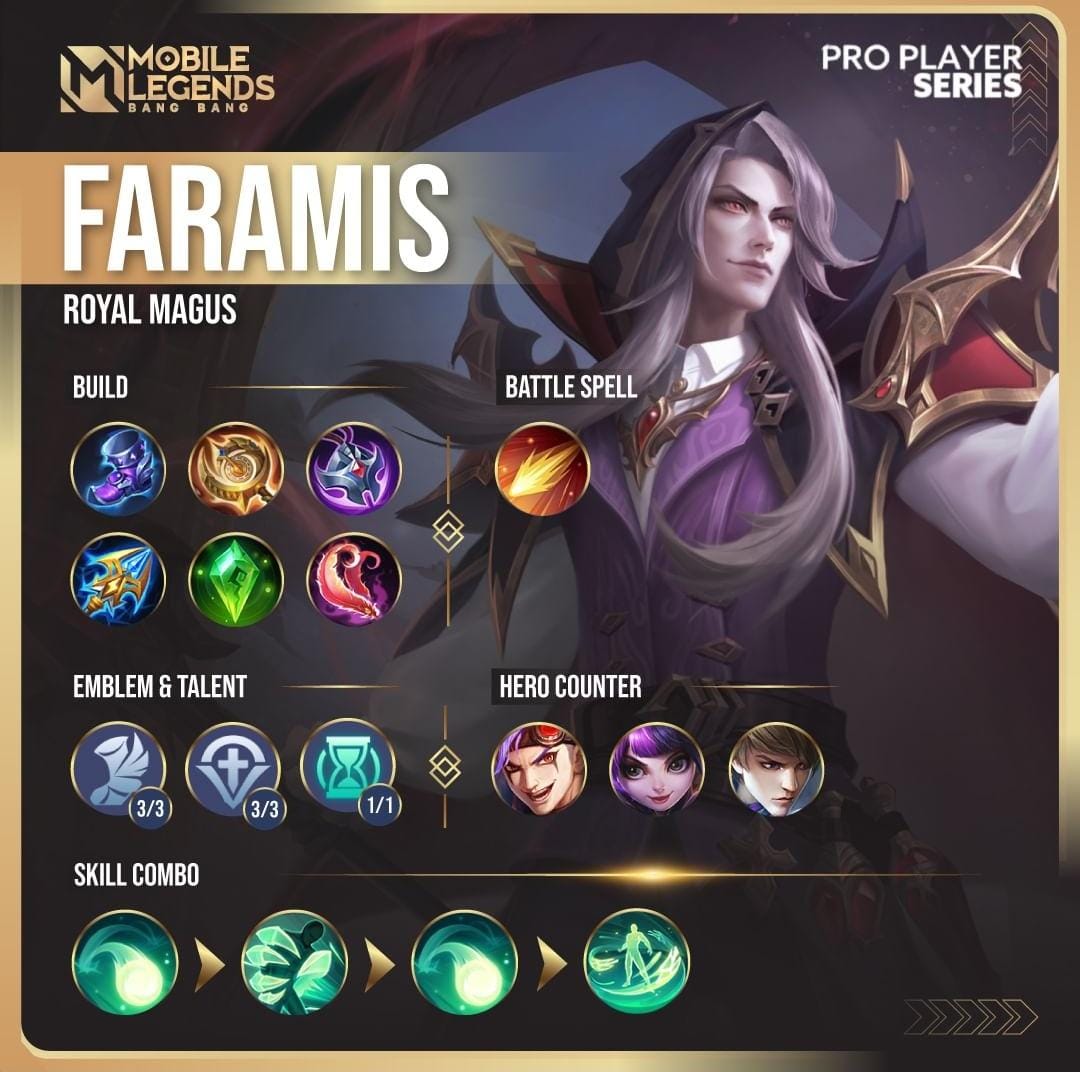 MOBILE
LEGENDS
BANG BANG
PRO PLAYER
SERIES
FARAMIS
ROYAL MAGUS
BUILD
BATTLE SPELL
EMBLEM & TALENT
HERO COUNTER
3/3
3/3
1/1
SKILL COMBO